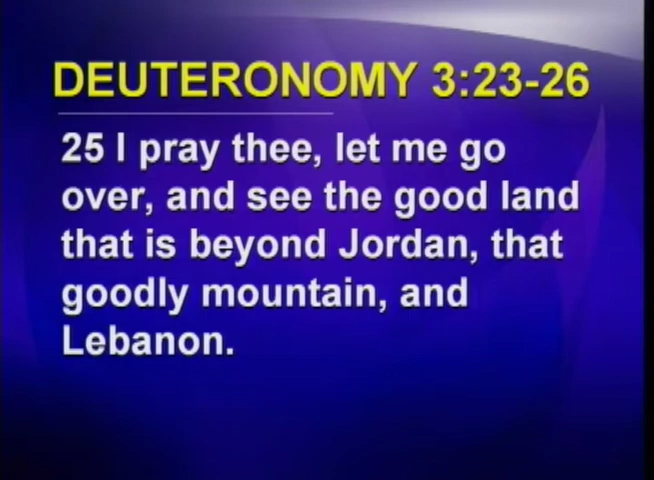 DEUTERONOMY 3:23-26
25 I pray thee, let me go
over, and see the good land
that is beyond Jordan, that
goodly mountain, and
Lebanon.